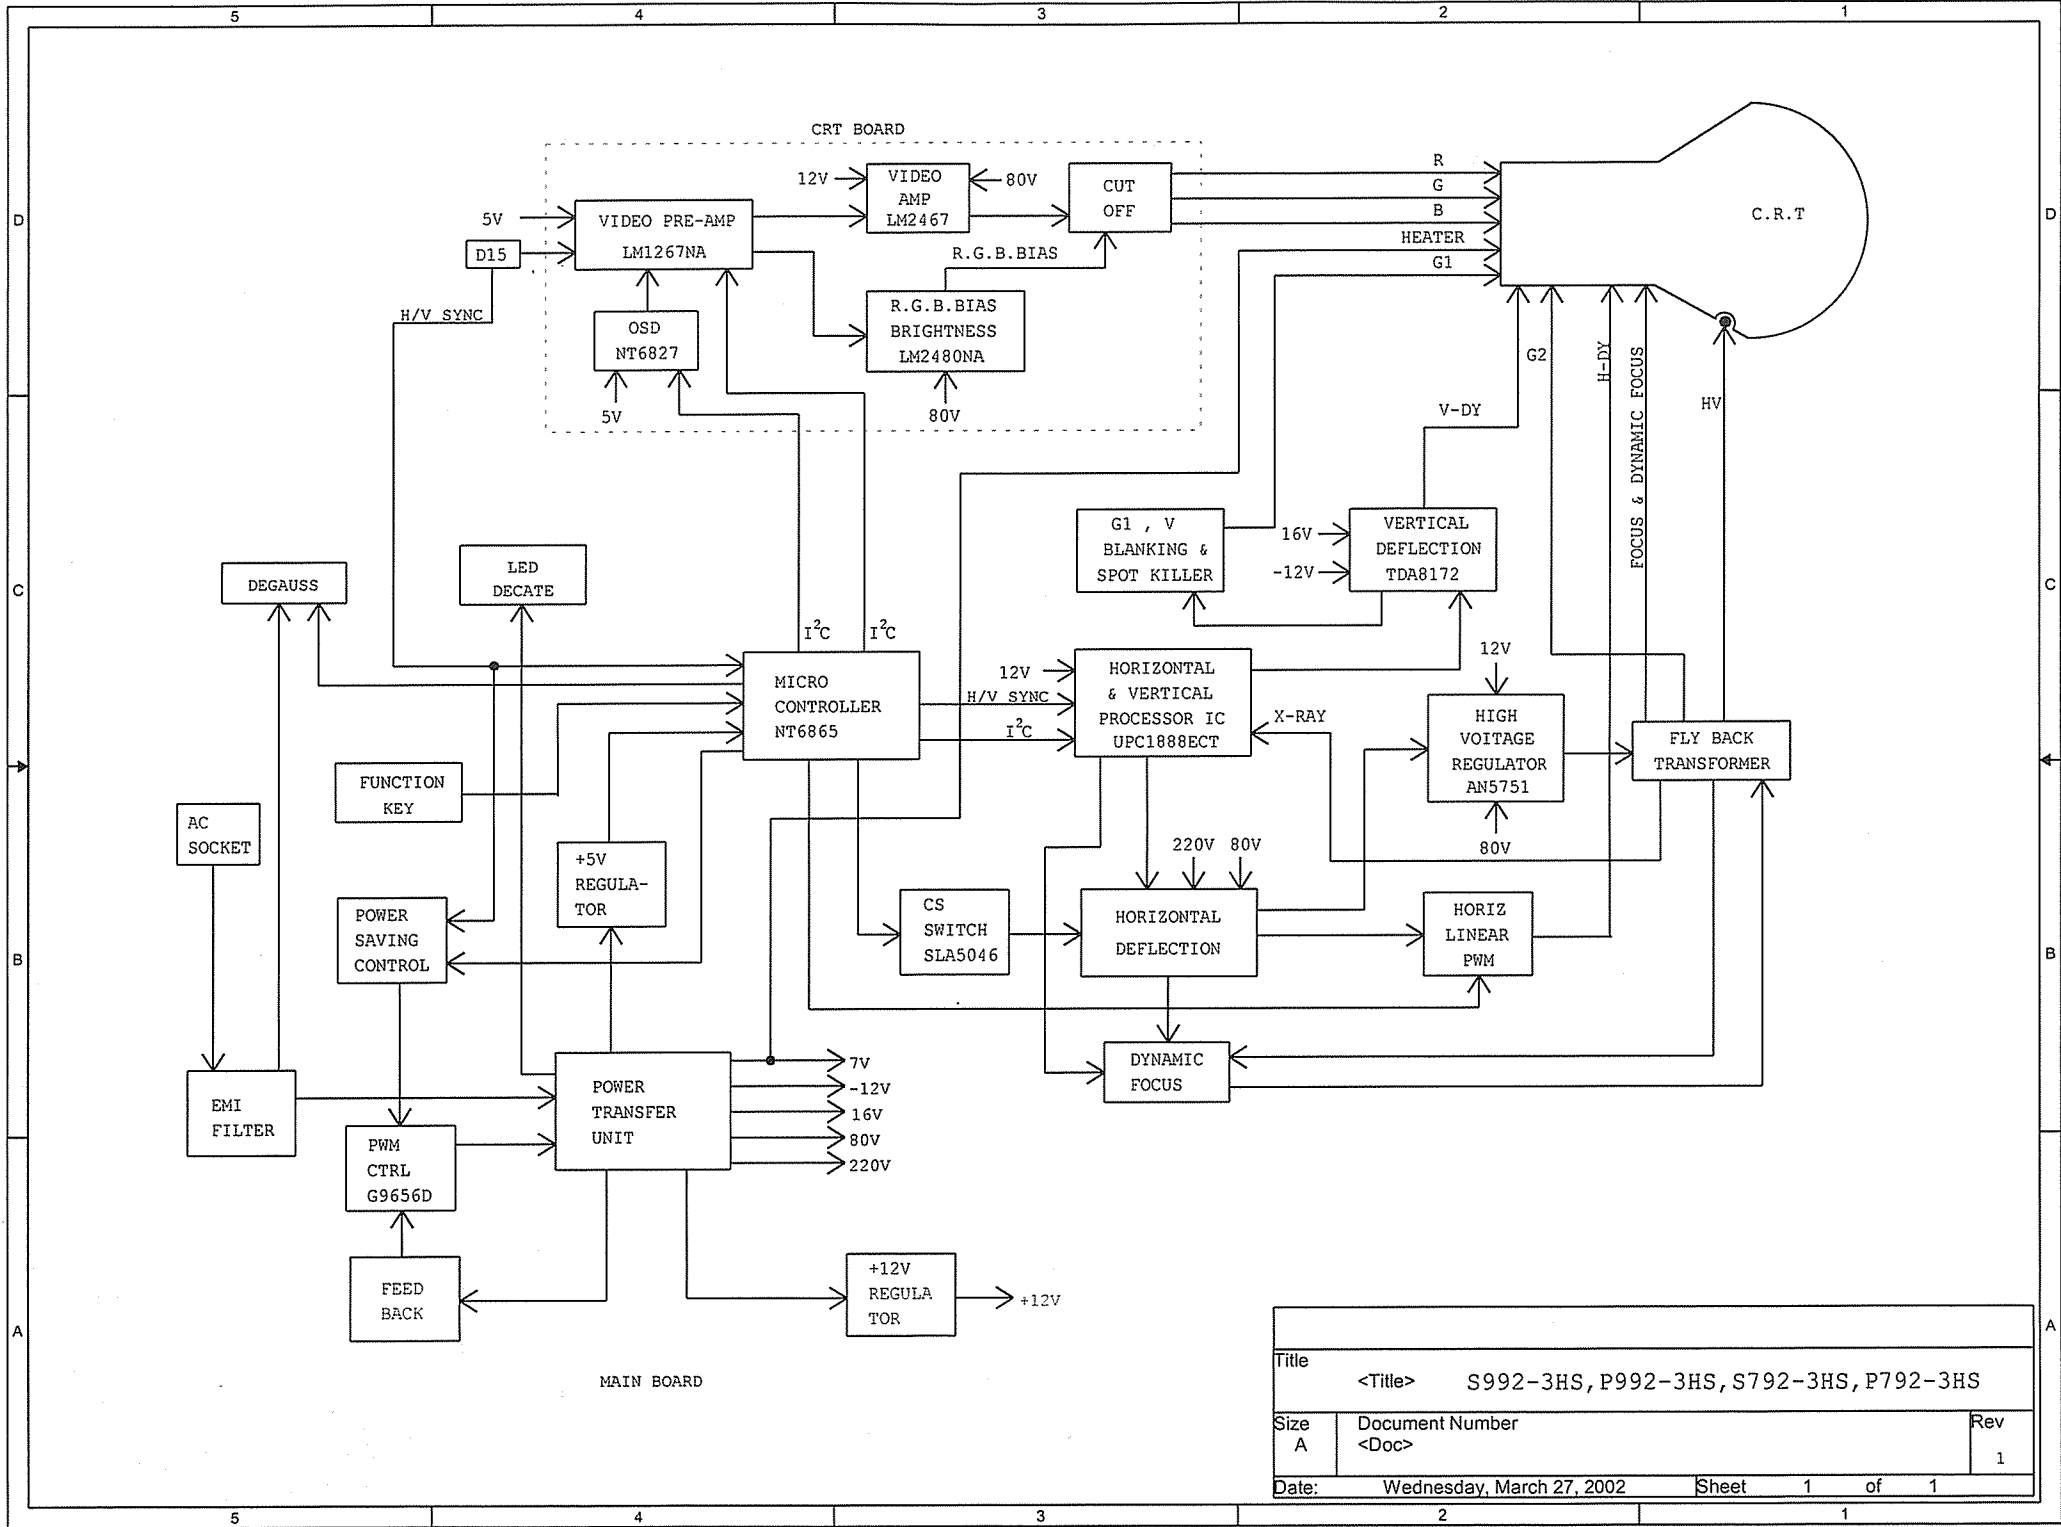 5 4 3 2 1
D
D
C
C
B
B
A
A
CRT BOARD
12V
VIDEO
AMP
LM2467
80V
CUT
OFF
R
G
B
HEATER
G1
C.R.T
5V
VIDEO PRE-AMP
LM1267NA
D15
R.G.B.BIAS
H/V SYNC
OSD
NT6827
R.G.B.BIAS
BRIGHTNESS
LM2480NA
5V
80V
G2
H-DY
FOCUS & DYNAMIC FOCUS
HV
V-DY
G1 , V
BLANKING &
SPOT KILLER
16V
-12V
VERTICAL
DEFLECTION
TDA8172
DEGAUSS
LED
DECATE
I2C
I2C
MICRO
CONTROLLER
NT6865
12V
H/V SYNC
I2C
HORIZONTAL
& VERTICAL
PROCESSOR IC
UPC1888ECT
X-RAY
12V
HIGH
VOITAGE
REGULATOR
AN5751
80V
FLY BACK
TRANSFORMER
FUNCTION
KEY
AC
SOCKET
+5V
REGULA-
TOR
220V 80V
POWER
SAVING
CONTROL
CS
SWITCH
SLA5046
HORIZONTAL
DEFLECTION
HORIZ
LINEAR
PWM
DYNAMIC
FOCUS
EMI
FILTER
POWER
TRANSFER
UNIT
7V
-12V
16V
80V
220V
PWM
CTRL
G9656D
FEED
BACK
+12V
REGULA
TOR
+12V
MAIN BOARD
Title
<Title> S992-3HS,P992-3HS,S792-3HS,P792-3HS
Size
A
Document Number
<Doc>
Rev
1
Date: Wednesday, March 27, 2002 Sheet 1 of 1
5 4 3 2 1